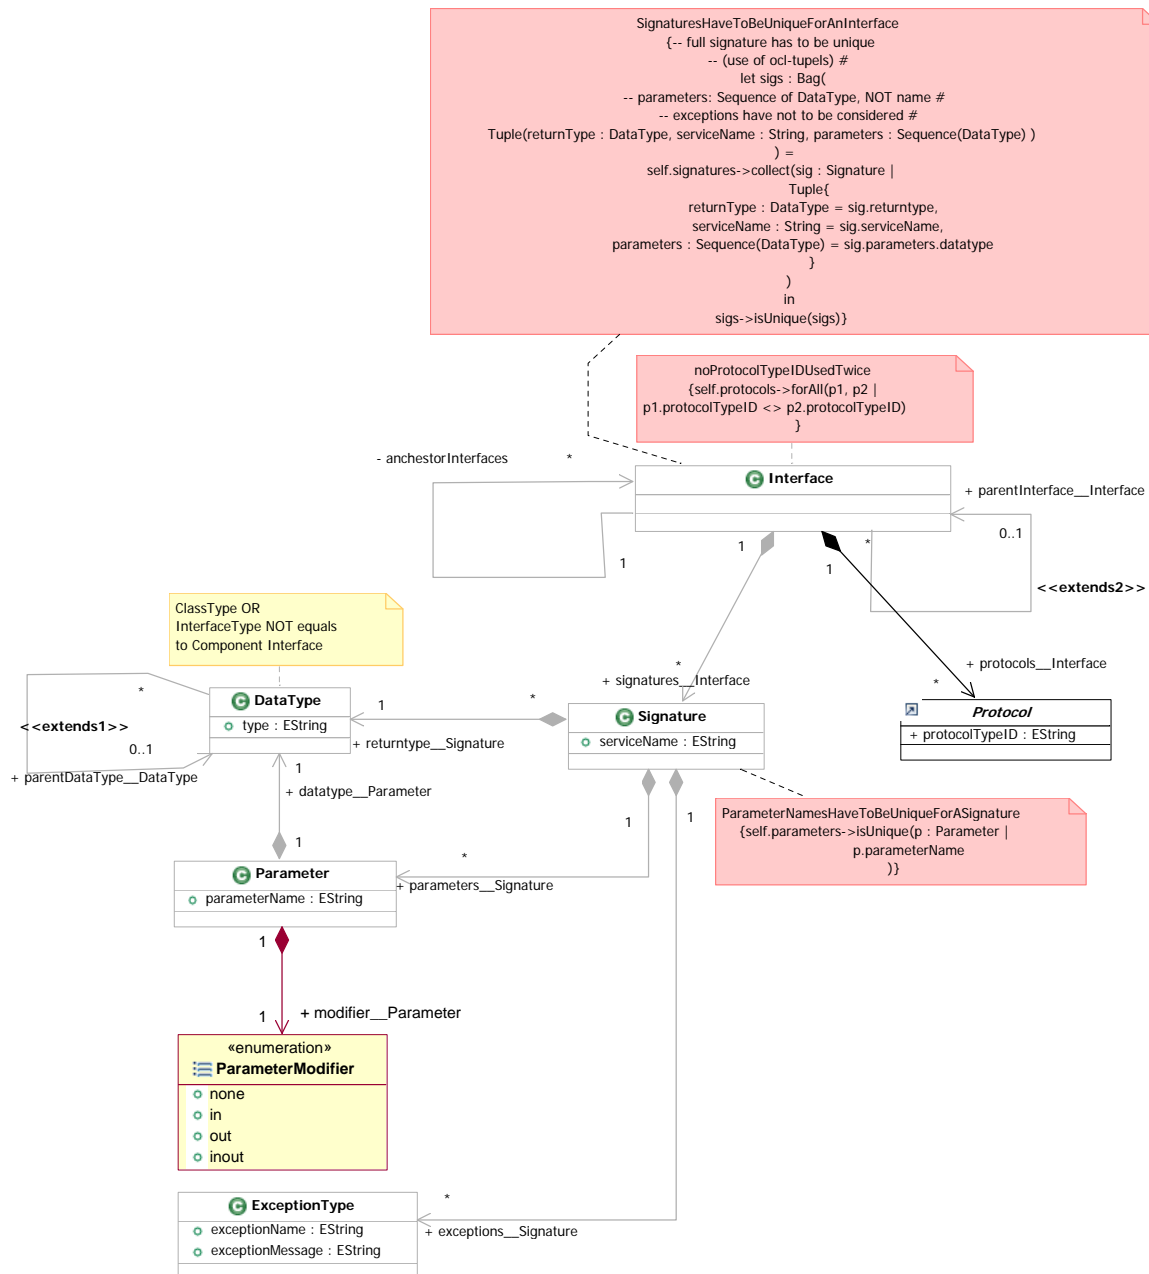 SignaturesHaveToBeUniqueForAnInterface
{-- full signature has to be unique
-- (use of ocl-tupels) #
let sigs : Bag(
-- parameters: Sequence of DataType, NOT name #
-- exceptions have not to be considered #
Tuple(returnType : DataType, serviceName : String, parameters : Sequence(DataType) )
) =
self.signatures->collect(sig : Signature |
Tuple{
returnType : DataType = sig.returntype,
serviceName : String = sig.serviceName,
parameters : Sequence(DataType) = sig.parameters.datatype
}
)
in
sigs->isUnique(sigs)}
noProtocolTypeIDUsedTwice
{self.protocols->forAll(p1, p2 |
p1.protocolTypeID <> p2.protocolTypeID)
}
- anchestorInterfaces
*
Interface
+ parentInterface__Interface
0..1
1
1
*
1
<<extends2>>
ClassType OR
InterfaceType NOT equals
to Component Interface
*
+ signatures__Interface
+ protocols__Interface
*
*
DataType
type : EString
<<extends1>>
0..1
+ parentDataType__DataType
1
*
+ returntype__Signature
Signature
serviceName : EString
Protocol
+ protocolTypeID : EString
1
+ datatype__Parameter
1
1
1
ParameterNamesHaveToBeUniqueForASignature
{self.parameters->isUnique(p : Parameter |
p.parameterName
)}
*
+ parameters__Signature
Parameter
parameterName : EString
1
1
+ modifier__Parameter
«enumeration»
ParameterModifier
none
in
out
inout
ExceptionType
exceptionName : EString
exceptionMessage : EString
*
+ exceptions__Signature